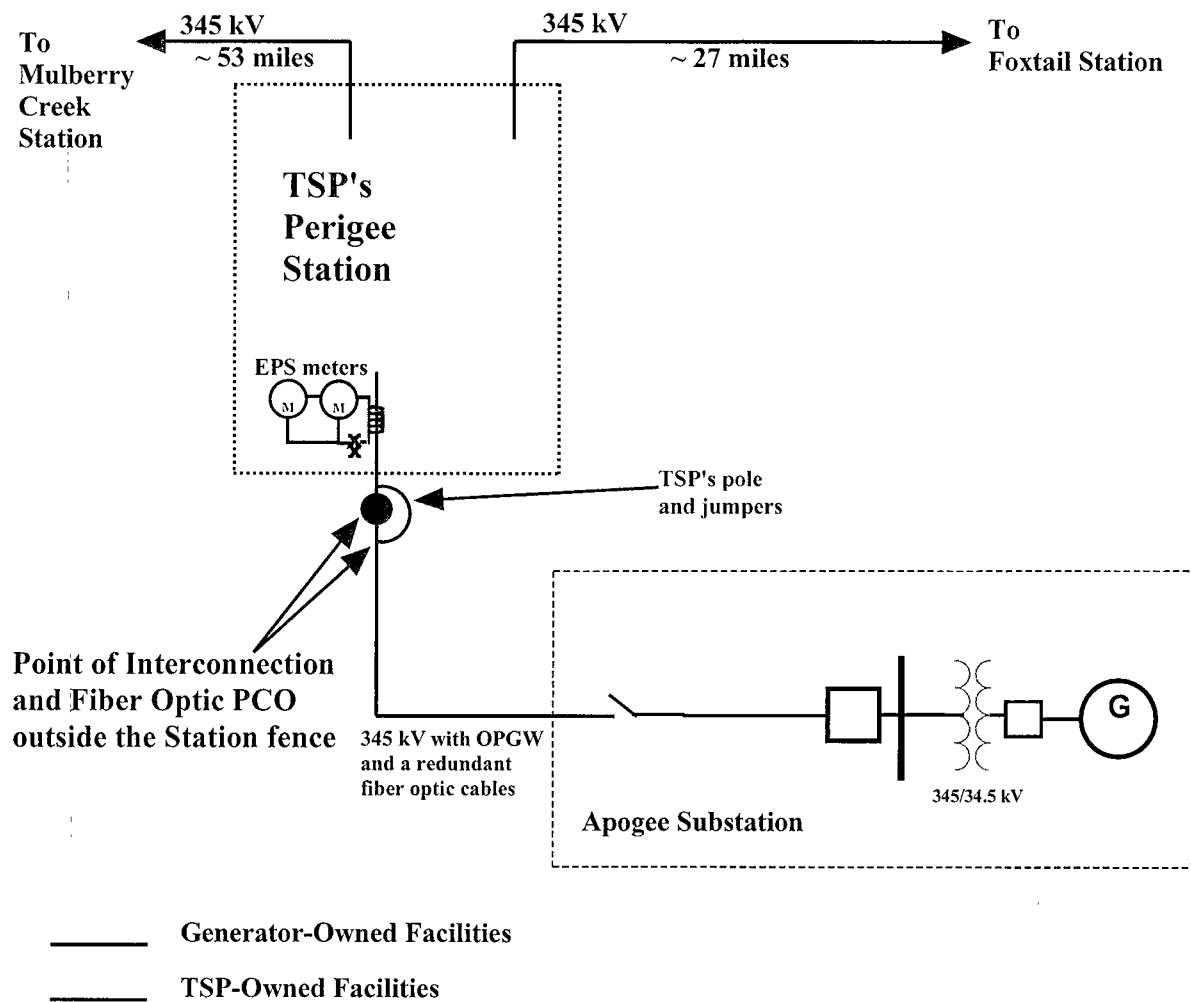 345 kV
~ 53 miles
345 kV
~ 27 miles
To
Mulberry
Creek
Station
To
Foxtail Station
TSP's
Perigee
Station
EPS meters
M
M
TSP's pole
and jumpers
Point of Interconnection
and Fiber Optic PCO
outside the Station fence
345 kV with OPGW
and a redundant
fiber optic cables
G
345/34.5 kV
Apogee Substation
Generator-Owned Facilities
TSP-Owned Facilities